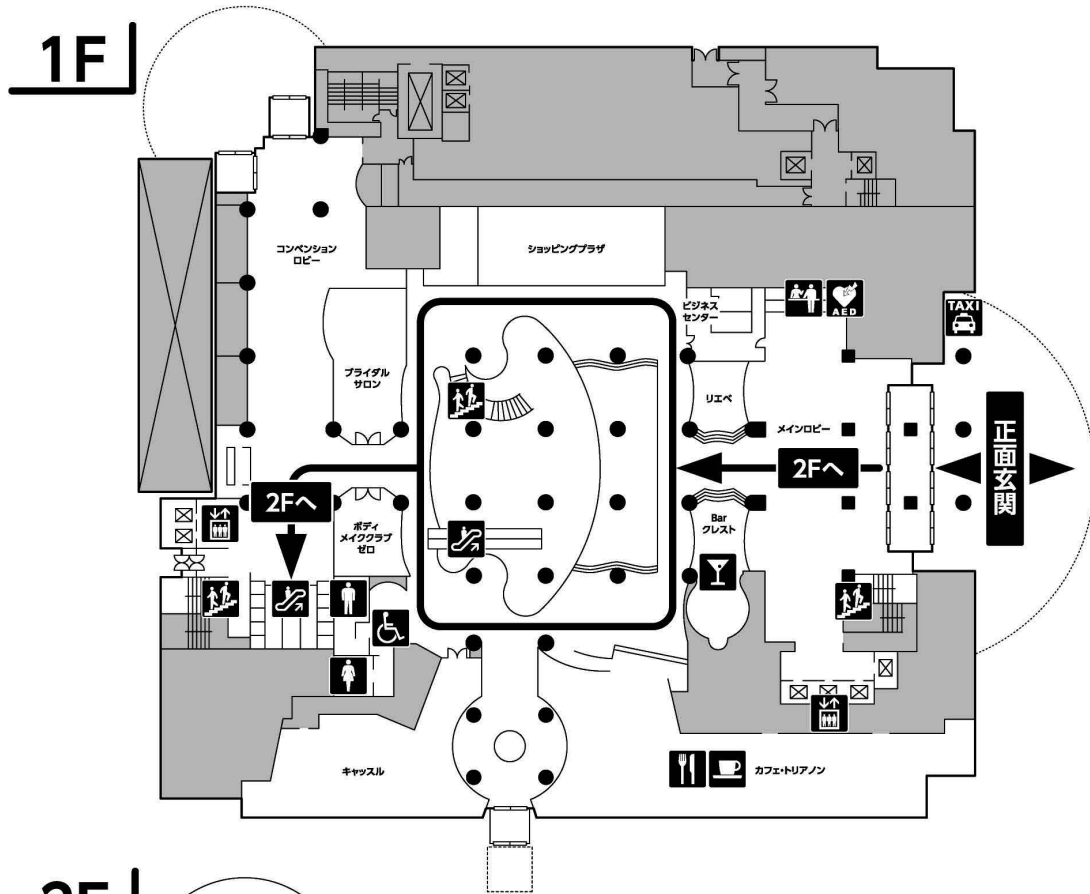 1F
コンベンション
ロビー
ショッピングプラザ
ビジネス
センター
AED
TAXI
ブライダル
サロン
リエベ
メインロビー
2Fへ
正面玄関
2Fへ
ボディ
メイククラブ
ゼロ
Bar
クレスト
キャッスル
カフェ・トリアノン
2F